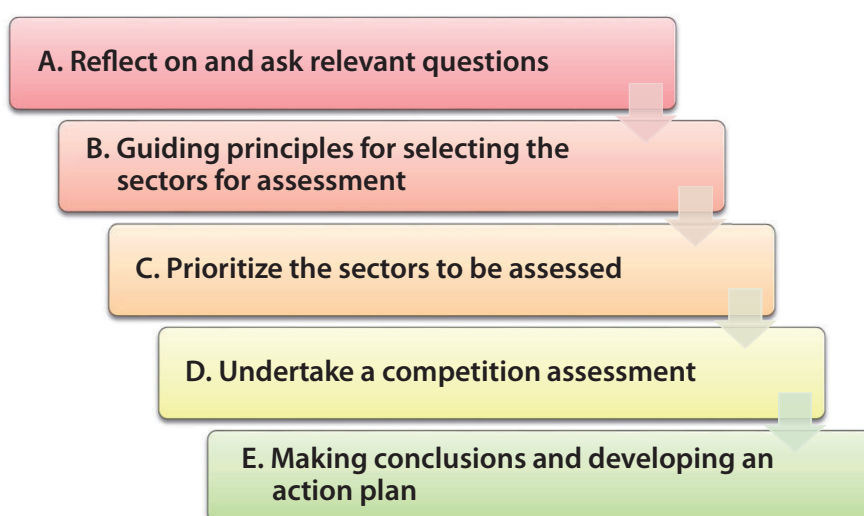 A. Reflect on and ask relevant questions
B. Guiding principles for selecting the
sectors for assessment
C. Prioritize the sectors to be assessed
D. Undertake a competition assessment
E. Making conclusions and developing an
action plan